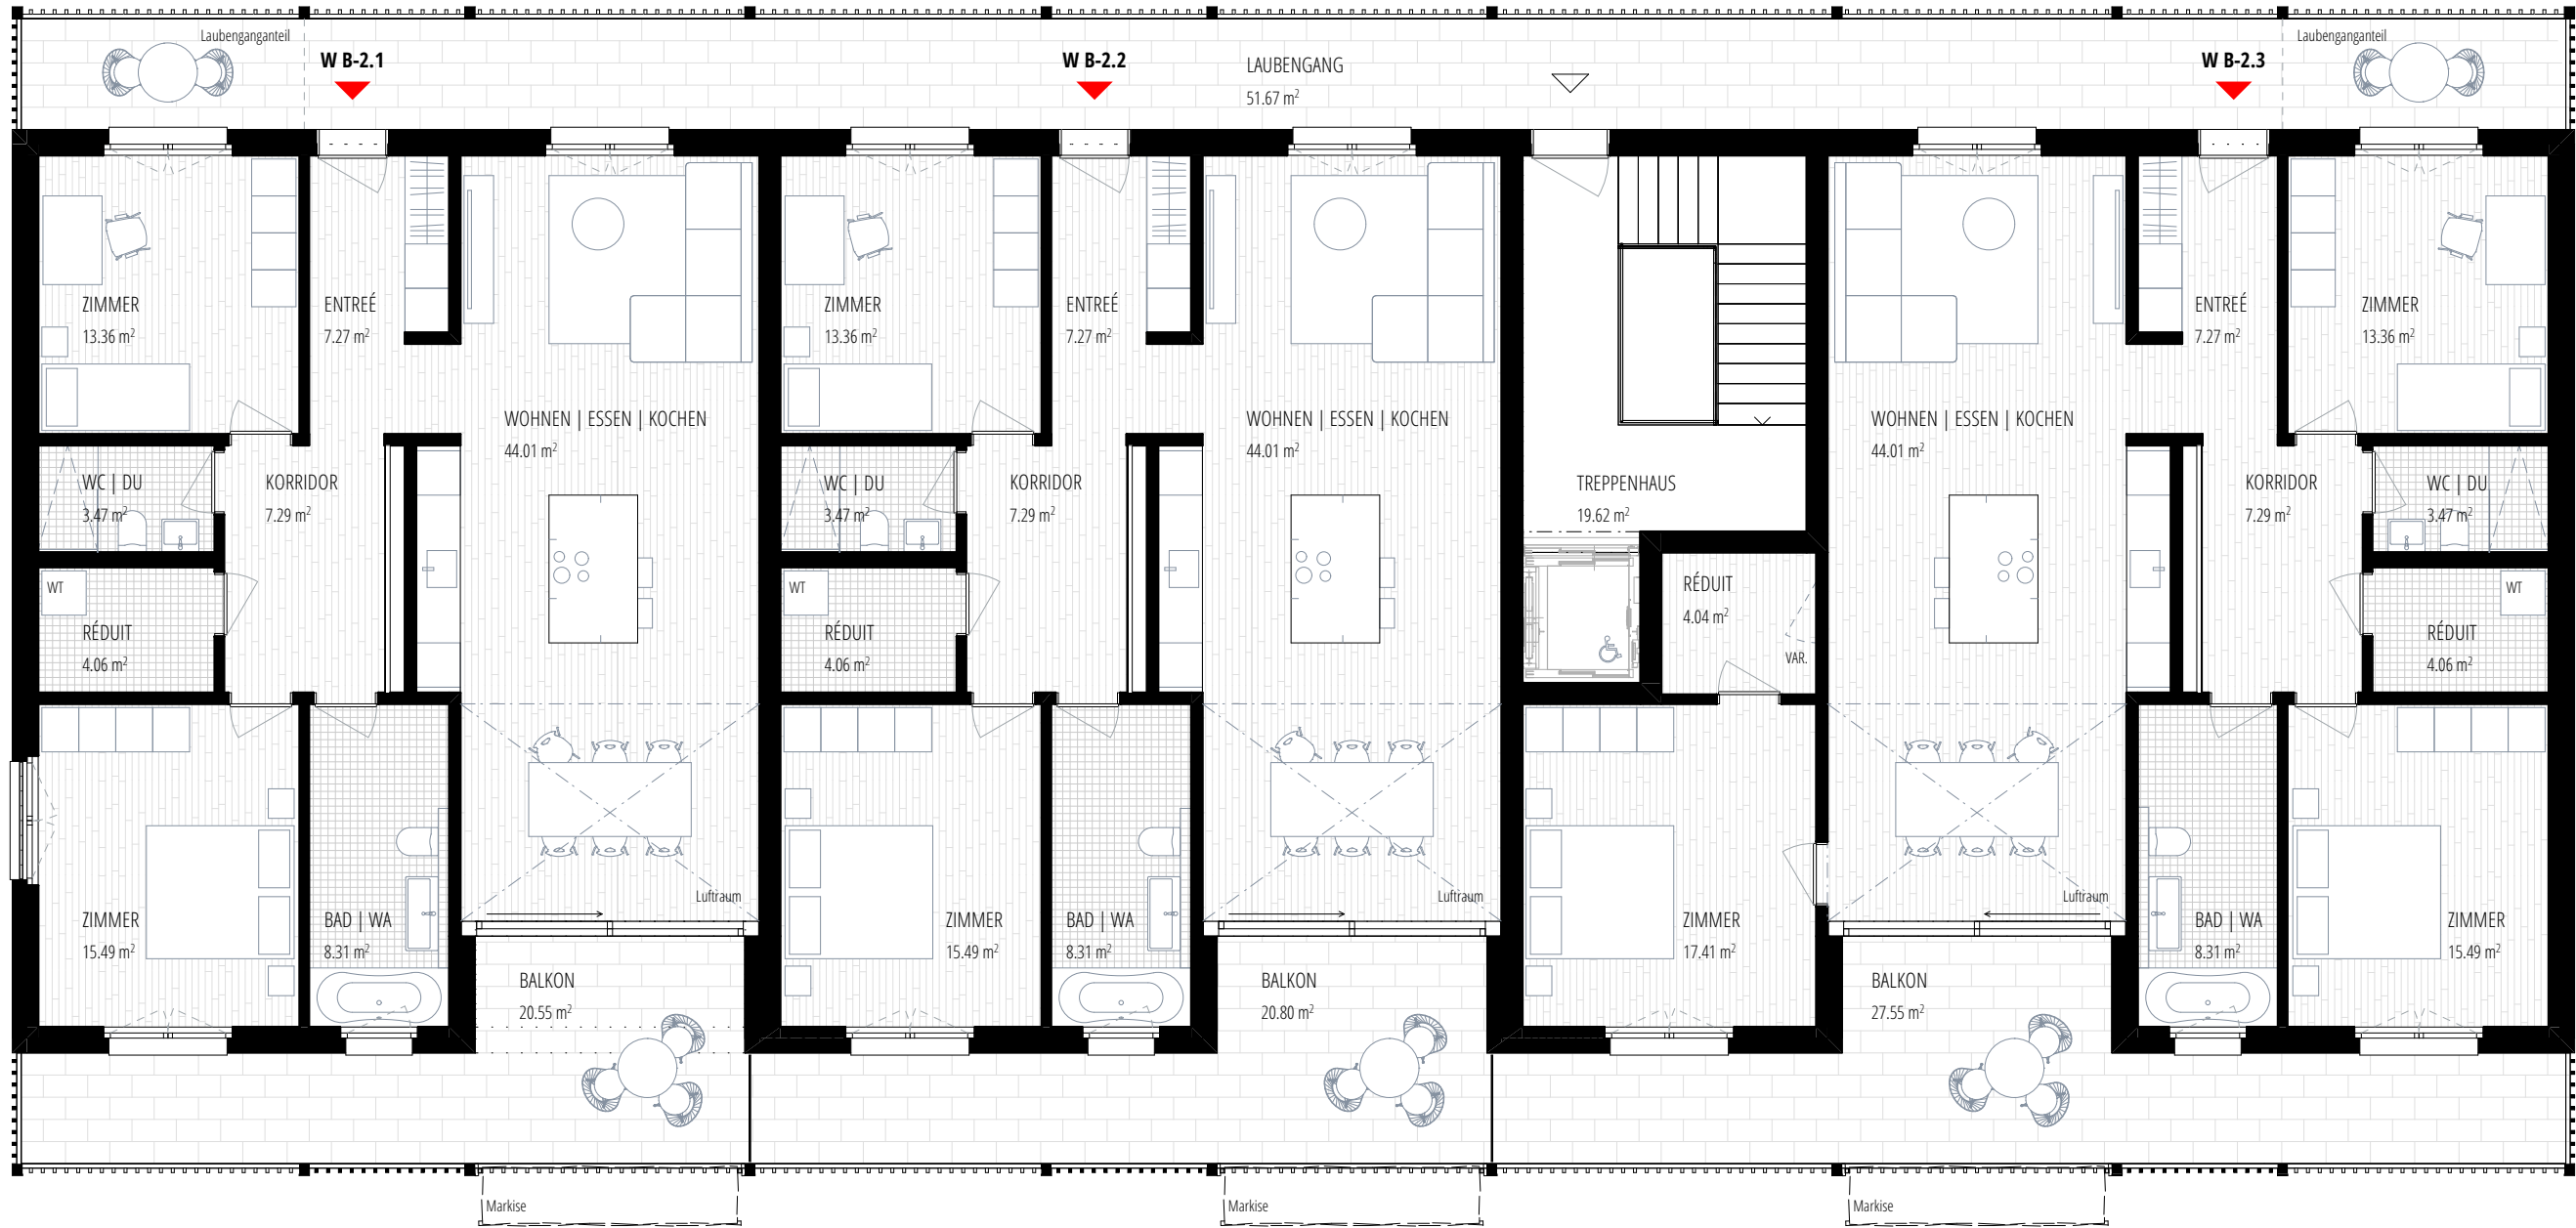 Laubenganganteil
W B-2.1
W B-2.2
LAUBENGANG
51.67 m²
W B-2.3
Laubenganganteil
ZIMMER
13.36 m²
ENTREÉ
7.27 m²
ZIMMER
13.36 m²
ENTREÉ
7.27 m²
ENTREÉ
7.27 m²
ZIMMER
13.36 m²
WOHNEN | ESSEN | KOCHEN
44.01 m²
WOHNEN | ESSEN | KOCHEN
44.01 m²
WOHNEN | ESSEN | KOCHEN
44.01 m²
WC | DU
3.47 m²
KORRIDOR
7.29 m²
WC | DU
3.47 m²
KORRIDOR
7.29 m²
TREPPENHAUS
19.62 m²
KORRIDOR
7.29 m²
WC | DU
3.47 m²
WT
RÉDUIT
4.06 m²
WT
RÉDUIT
4.06 m²
RÉDUIT
4.04 m²
VAR.
WT
RÉDUIT
4.06 m²
Luftraum
Luftraum
Luftraum
ZIMMER
15.49 m²
BAD | WA
8.31 m²
ZIMMER
15.49 m²
BAD | WA
8.31 m²
ZIMMER
17.41 m²
BAD | WA
8.31 m²
ZIMMER
15.49 m²
BALKON
20.55 m²
BALKON
20.80 m²
BALKON
27.55 m²
Markise
Markise
Markise